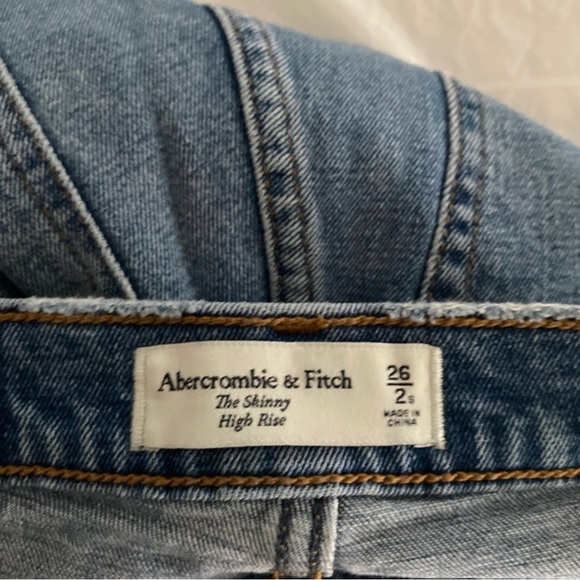 Abercrombie & Fitch
The Skinny
High Rise
26
2s
MADE IN
CHINA